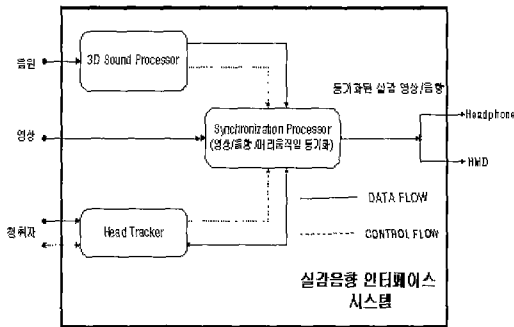 음원
3D Sound Processor
동기화된 실감 영상/음향
Headphone
영상
Synchronization Processor
(영상/음향/머리움직임 동기화)
HMD
청취자
Head Tracker
DATA FLOW
CONTROL FLOW
실감음향 인터페이스
시스템